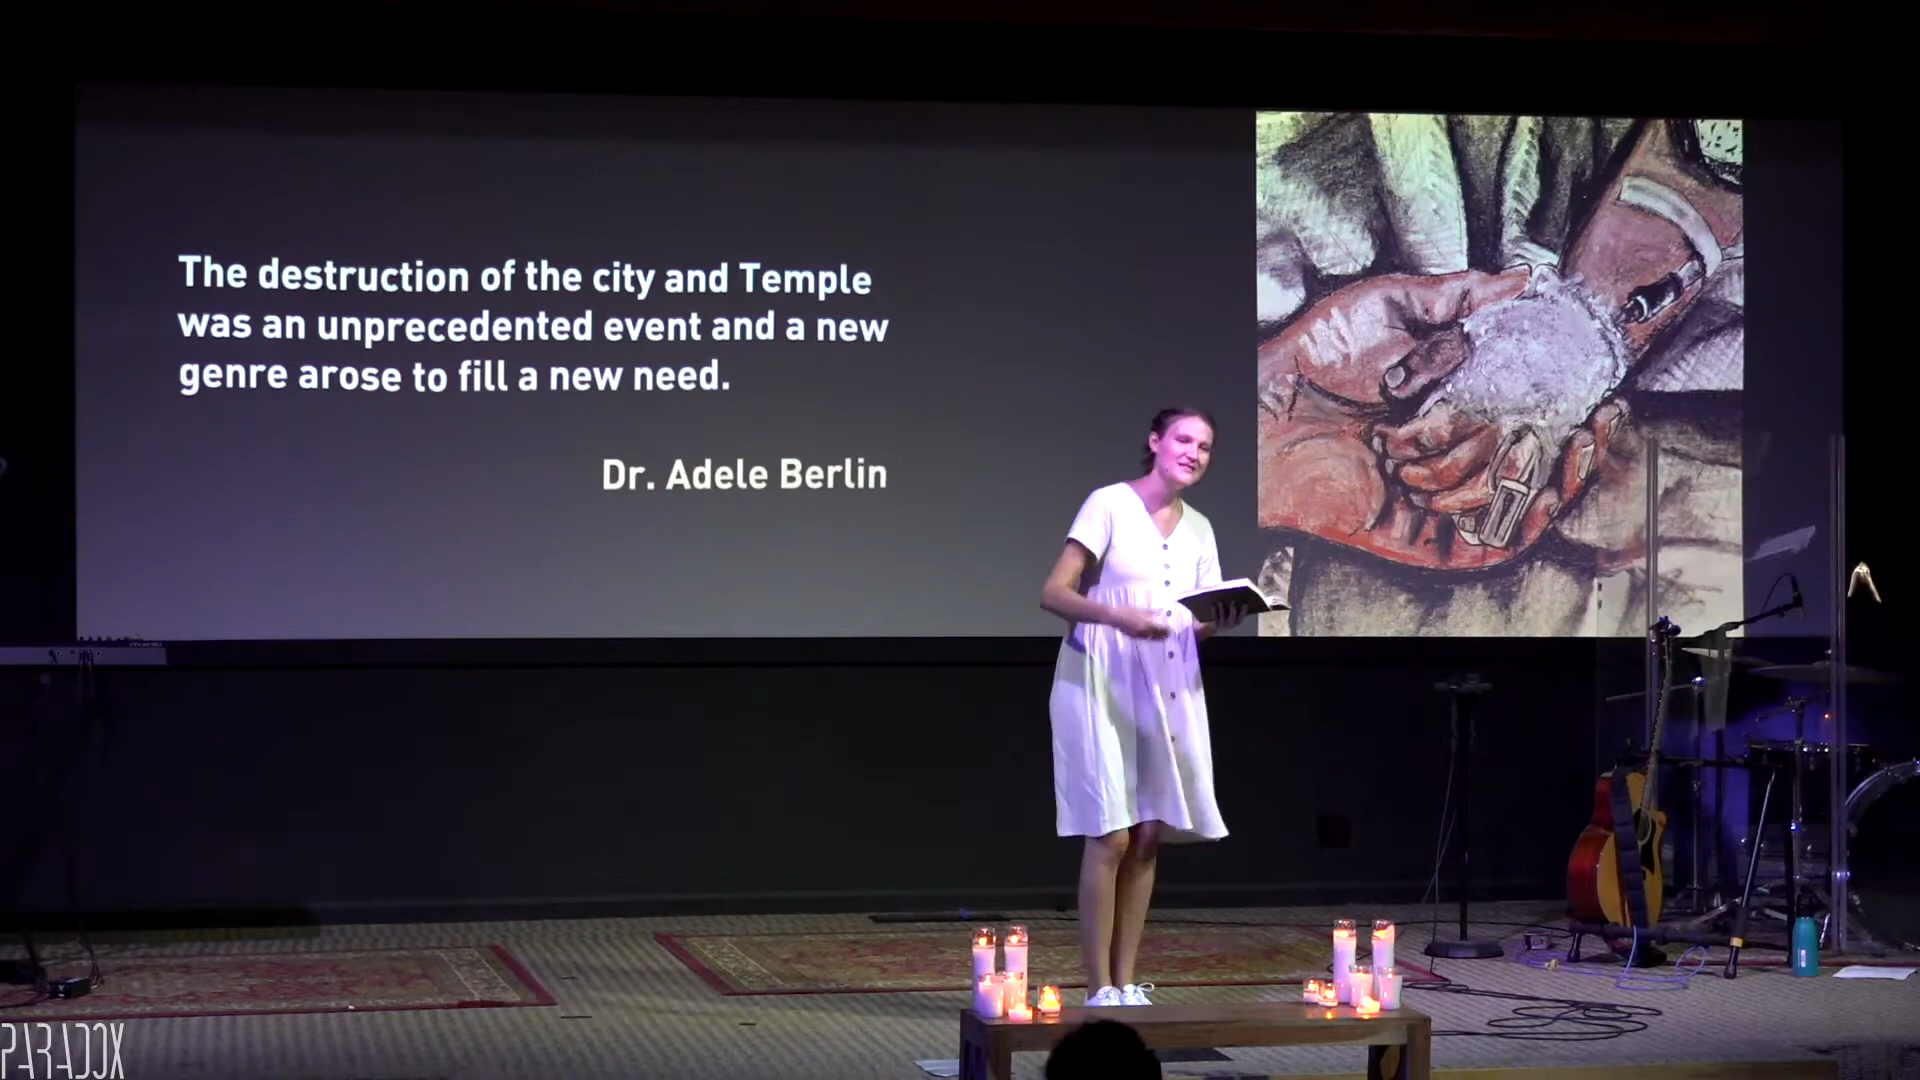 The destruction of the city and Temple
was an unprecedented event and a new
genre arose to fill a new need.
Dr. Adele Berlin
PARADOX